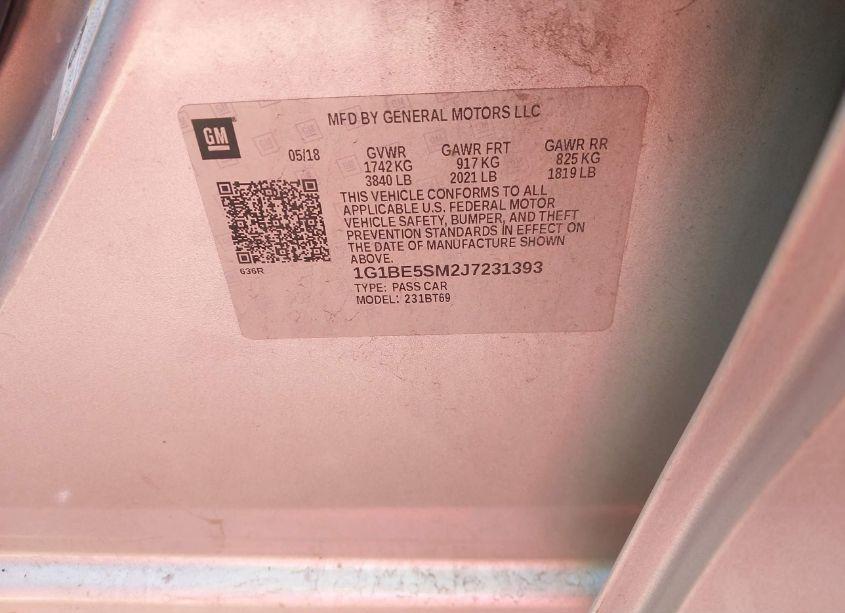 GM
MFD BY GENERAL MOTORS LLC
05/18
GVWR GAWR FRT GAWR RR
1742 KG 917 KG 825 KG
3840 LB 2021 LB 1819 LB
THIS VEHICLE CONFORMS TO ALL
APPLICABLE U.S. FEDERAL MOTOR
VEHICLE SAFETY, BUMPER, AND THEFT
PREVENTION STANDARDS IN EFFECT ON
THE DATE OF MANUFACTURE SHOWN
ABOVE.
636R
1G1BE5SM2J7231393
TYPE: PASS CAR
MODEL: 231BT69